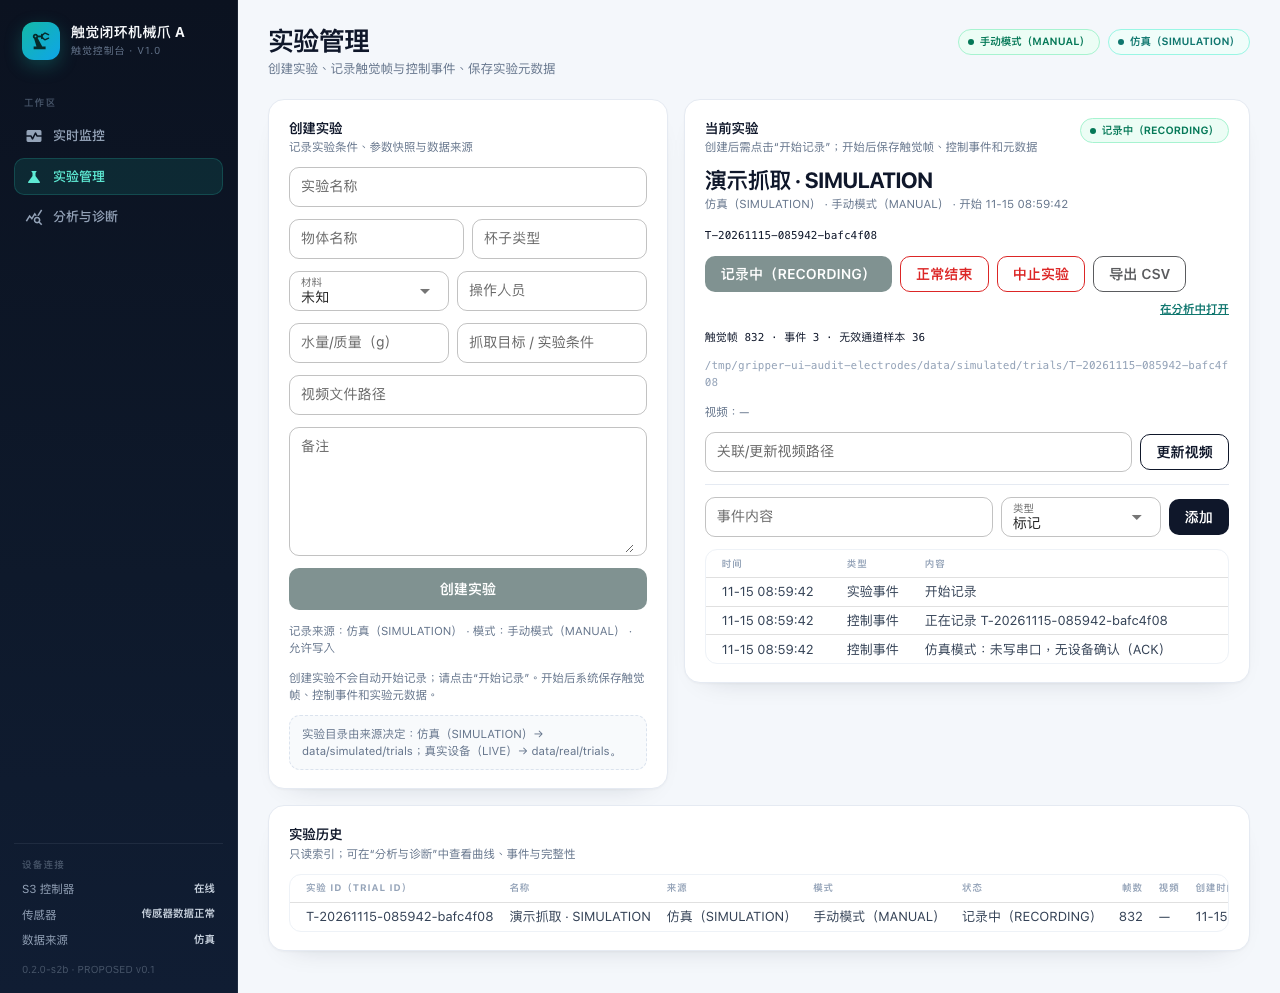 触觉闭环机械爪 A
触觉控制台 · V1.0
工作区
实时监控
实验管理
分析与诊断
设备连接
S3 控制器 在线
传感器 传感器数据正常
数据来源 仿真
0.2.0-s2b · PROPOSED v0.1
实验管理
创建实验、记录触觉帧与控制事件、保存实验元数据
手动模式（MANUAL）
仿真（SIMULATION）
创建实验
记录实验条件、参数快照与数据来源
实验名称
物体名称 杯子类型
材料
未知
操作人员
水量/质量（g） 抓取目标 / 实验条件
视频文件路径
备注
创建实验
记录来源：仿真（SIMULATION） · 模式：手动模式（MANUAL） ·
允许写入
创建实验不会自动开始记录；请点击“开始记录”。开始后系统保存触觉
帧、控制事件和实验元数据。
实验目录由来源决定：仿真（SIMULATION）→
data/simulated/trials；真实设备（LIVE）→ data/real/trials。
当前实验
创建后需点击“开始记录”；开始后保存触觉帧、控制事件和元数据
记录中（RECORDING）
演示抓取 · SIMULATION
仿真（SIMULATION） · 手动模式（MANUAL） · 开始 11-15 08:59:42
T-20261115-085942-bafc4f08
记录中（RECORDING） 正常结束 中止实验 导出 CSV
在分析中打开
触觉帧 832 · 事件 3 · 无效通道样本 36
/tmp/gripper-ui-audit-electrodes/data/simulated/trials/T-20261115-085942-bafc4f
08
视频：—
关联/更新视频路径 更新视频
事件内容
类型
标记
添加
时间 类型 内容
11-15 08:59:42 实验事件 开始记录
11-15 08:59:42 控制事件 正在记录 T-20261115-085942-bafc4f08
11-15 08:59:42 控制事件 仿真模式：未写串口，无设备确认（ACK）
实验历史
只读索引；可在“分析与诊断”中查看曲线、事件与完整性
实验 ID（TRIAL ID） 名称 来源 模式 状态 帧数 视频 创建时
T-20261115-085942-bafc4f08 演示抓取 · SIMULATION 仿真（SIMULATION） 手动模式（MANUAL） 记录中（RECORDING） 832 — 11-15